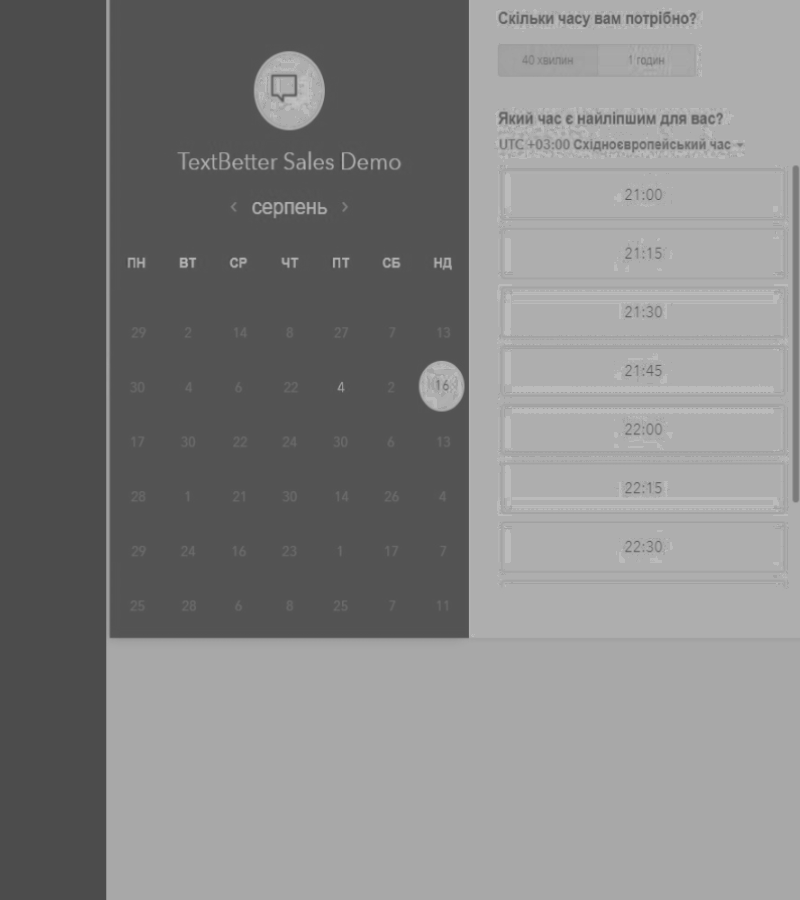 TextBetter Sales Demo
серпень
ПН ВТ СР ЧТ ПТ СБ НД
29 2 14 8 27 7 13
30 4 6 22 4 2 16
17 30 22 24 30 6 13
28 1 21 30 14 26 4
29 24 16 23 1 17 7
25 28 6 8 25 7 11
Скільки часу вам потрібно?
40 хвилин 1 годин
Який час є найліпшим для вас?
UTC +03:00 Східноєвропейський час
21:00
21:15
21:30
21:45
22:00
22:15
22:30